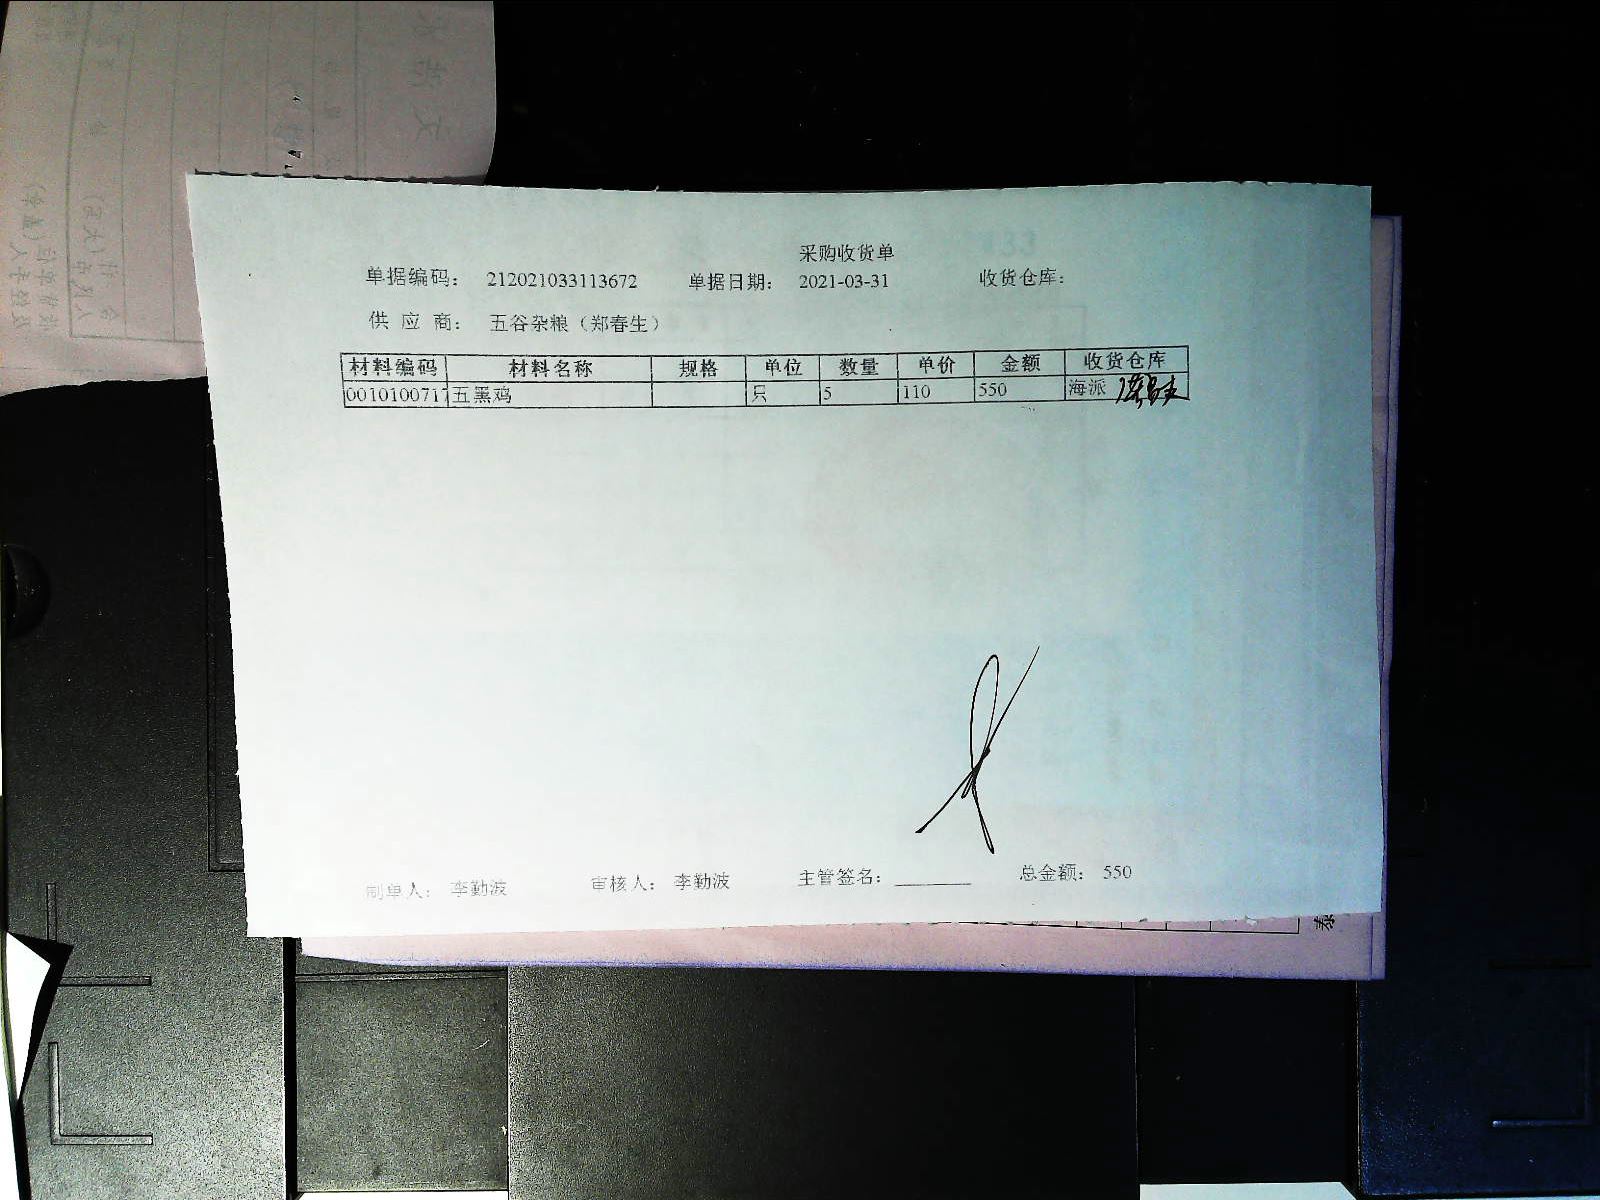 采购收货单
单据编码： 212021033113672 单据日期： 2021-03-31 收货仓库：
供 应 商： 五谷杂粮（郑春生）
材料编码 材料名称 规格 单位 数量 单价 金额 收货仓库
0010100717 五黑鸡 只 5 110 550 海派
制单人： 李勤波 审核人： 李勤波 主管签名： 总金额： 550
泰